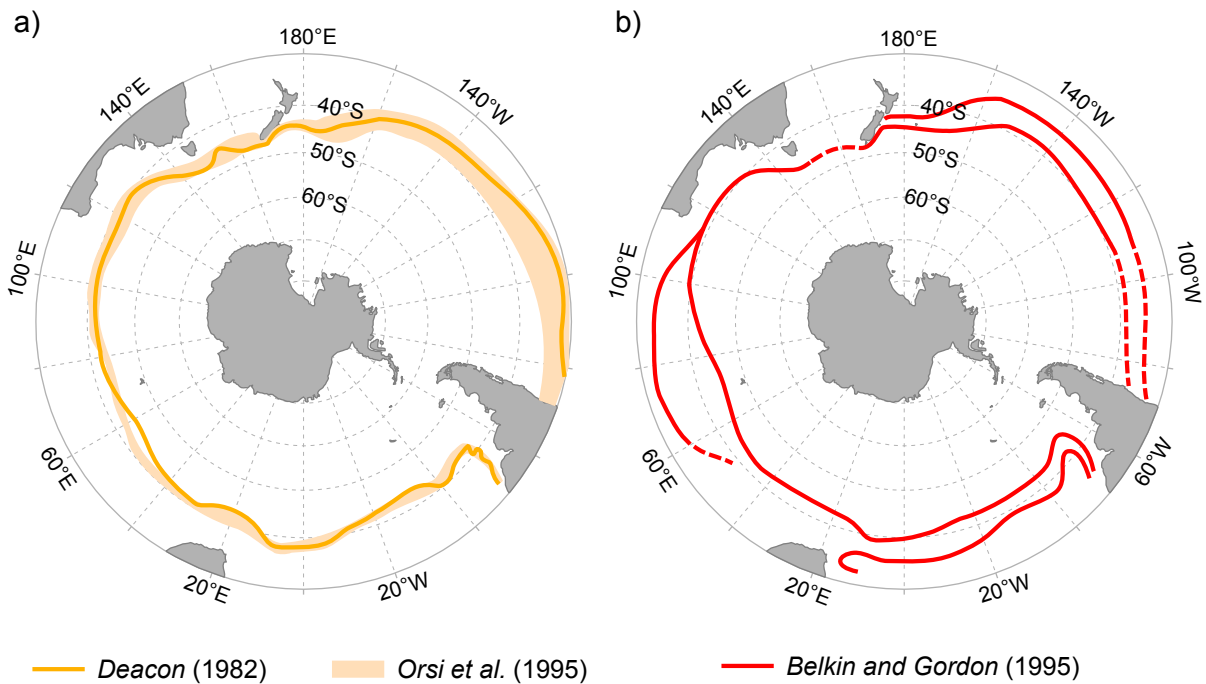 a)
180°E
140°E
140°W
40°S
50°S
60°S
100°E
60°E
20°E
20°W
b)
180°E
140°E
140°W
40°S
50°S
60°S
100°E
100°W
60°E
60°W
20°E
20°W
Deacon (1982)
Orsi et al. (1995)
Belkin and Gordon (1995)